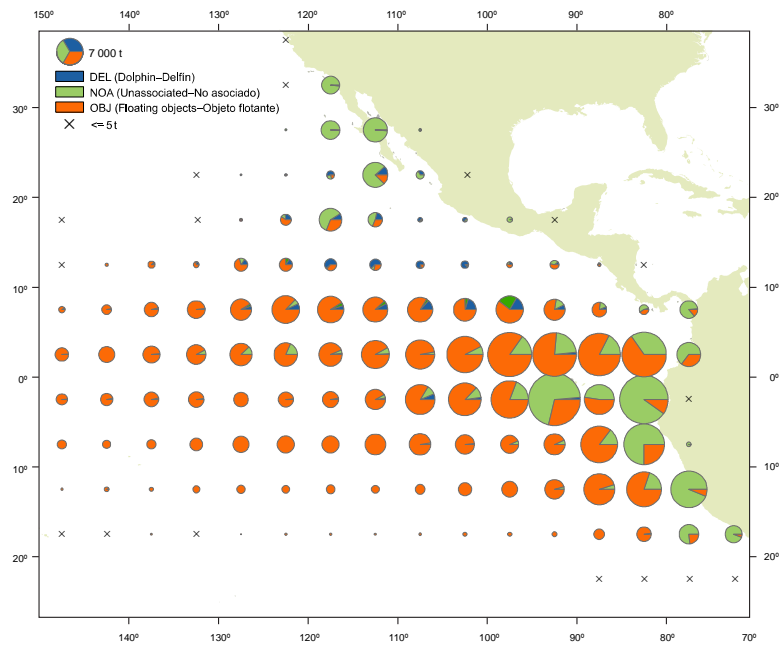 150º 140º 130º 120º 110º 100º 90º 80º
7 000 t
DEL (Dolphin–Delfín)
NOA (Unassociated–No asociado)
OBJ (Floating objects–Objeto flotante)
<= 5 t
30º 30º
20º 20º
10º 10º
0º 0º
10º 10º
20º 20º
140º 130º 120º 110º 100º 90º 80º 70º